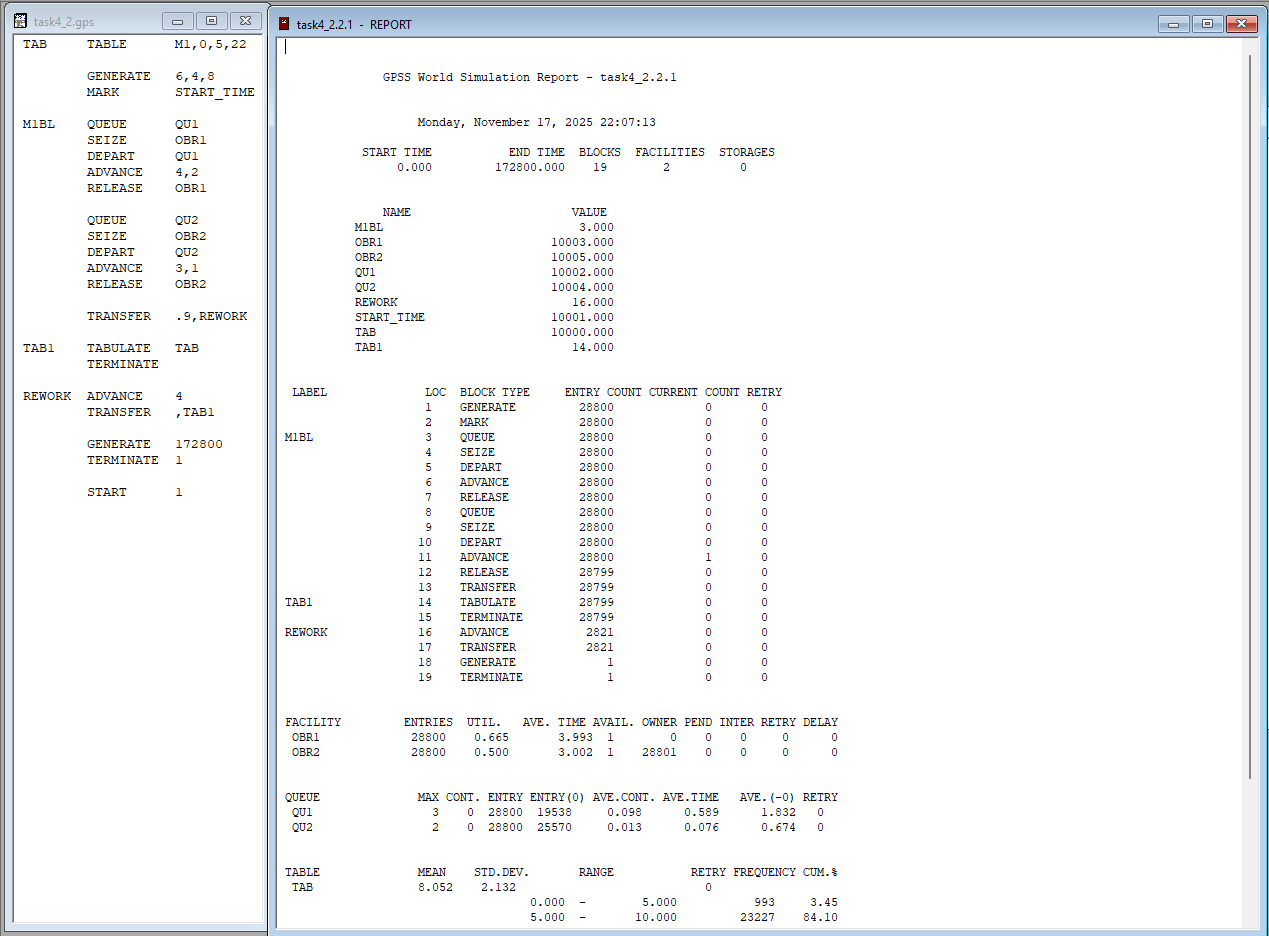 task4_2.gps
TAB TABLE M1,0,5,22
GENERATE 6,4,8
MARK START_TIME
M1BL QUEUE QU1
SEIZE OBR1
DEPART QU1
ADVANCE 4,2
RELEASE OBR1
QUEUE QU2
SEIZE OBR2
DEPART QU2
ADVANCE 3,1
RELEASE OBR2
TRANSFER .9,REWORK
TAB1 TABULATE TAB
TERMINATE
REWORK ADVANCE 4
TRANSFER ,TAB1
GENERATE 172800
TERMINATE 1
START 1
task4_2.2.1 - REPORT
GPSS World Simulation Report - task4_2.2.1
Monday, November 17, 2025 22:07:13
START TIME END TIME BLOCKS FACILITIES STORAGES
0.000 172800.000 19 2 0
NAME VALUE
M1BL 3.000
OBR1 10003.000
OBR2 10005.000
QU1 10002.000
QU2 10004.000
REWORK 16.000
START_TIME 10001.000
TAB 10000.000
TAB1 14.000
LABEL LOC BLOCK TYPE ENTRY COUNT CURRENT COUNT RETRY
1 GENERATE 28800 0 0
2 MARK 28800 0 0
M1BL 3 QUEUE 28800 0 0
4 SEIZE 28800 0 0
5 DEPART 28800 0 0
6 ADVANCE 28800 0 0
7 RELEASE 28800 0 0
8 QUEUE 28800 0 0
9 SEIZE 28800 0 0
10 DEPART 28800 0 0
11 ADVANCE 28800 1 0
12 RELEASE 28799 0 0
13 TRANSFER 28799 0 0
TAB1 14 TABULATE 28799 0 0
15 TERMINATE 28799 0 0
REWORK 16 ADVANCE 2821 0 0
17 TRANSFER 2821 0 0
18 GENERATE 1 0 0
19 TERMINATE 1 0 0
FACILITY ENTRIES UTIL. AVE. TIME AVAIL. OWNER PEND INTER RETRY DELAY
OBR1 28800 0.665 3.993 1 0 0 0 0 0
OBR2 28800 0.500 3.002 1 28801 0 0 0 0
QUEUE MAX CONT. ENTRY ENTRY(0) AVE.CONT. AVE.TIME AVE.(-0) RETRY
QU1 3 0 28800 19538 0.098 0.589 1.832 0
QU2 2 0 28800 25570 0.013 0.076 0.674 0
TABLE MEAN STD.DEV. RANGE RETRY FREQUENCY CUM.%
TAB 8.052 2.132 0
0.000 - 5.000 993 3.45
5.000 - 10.000 23227 84.10